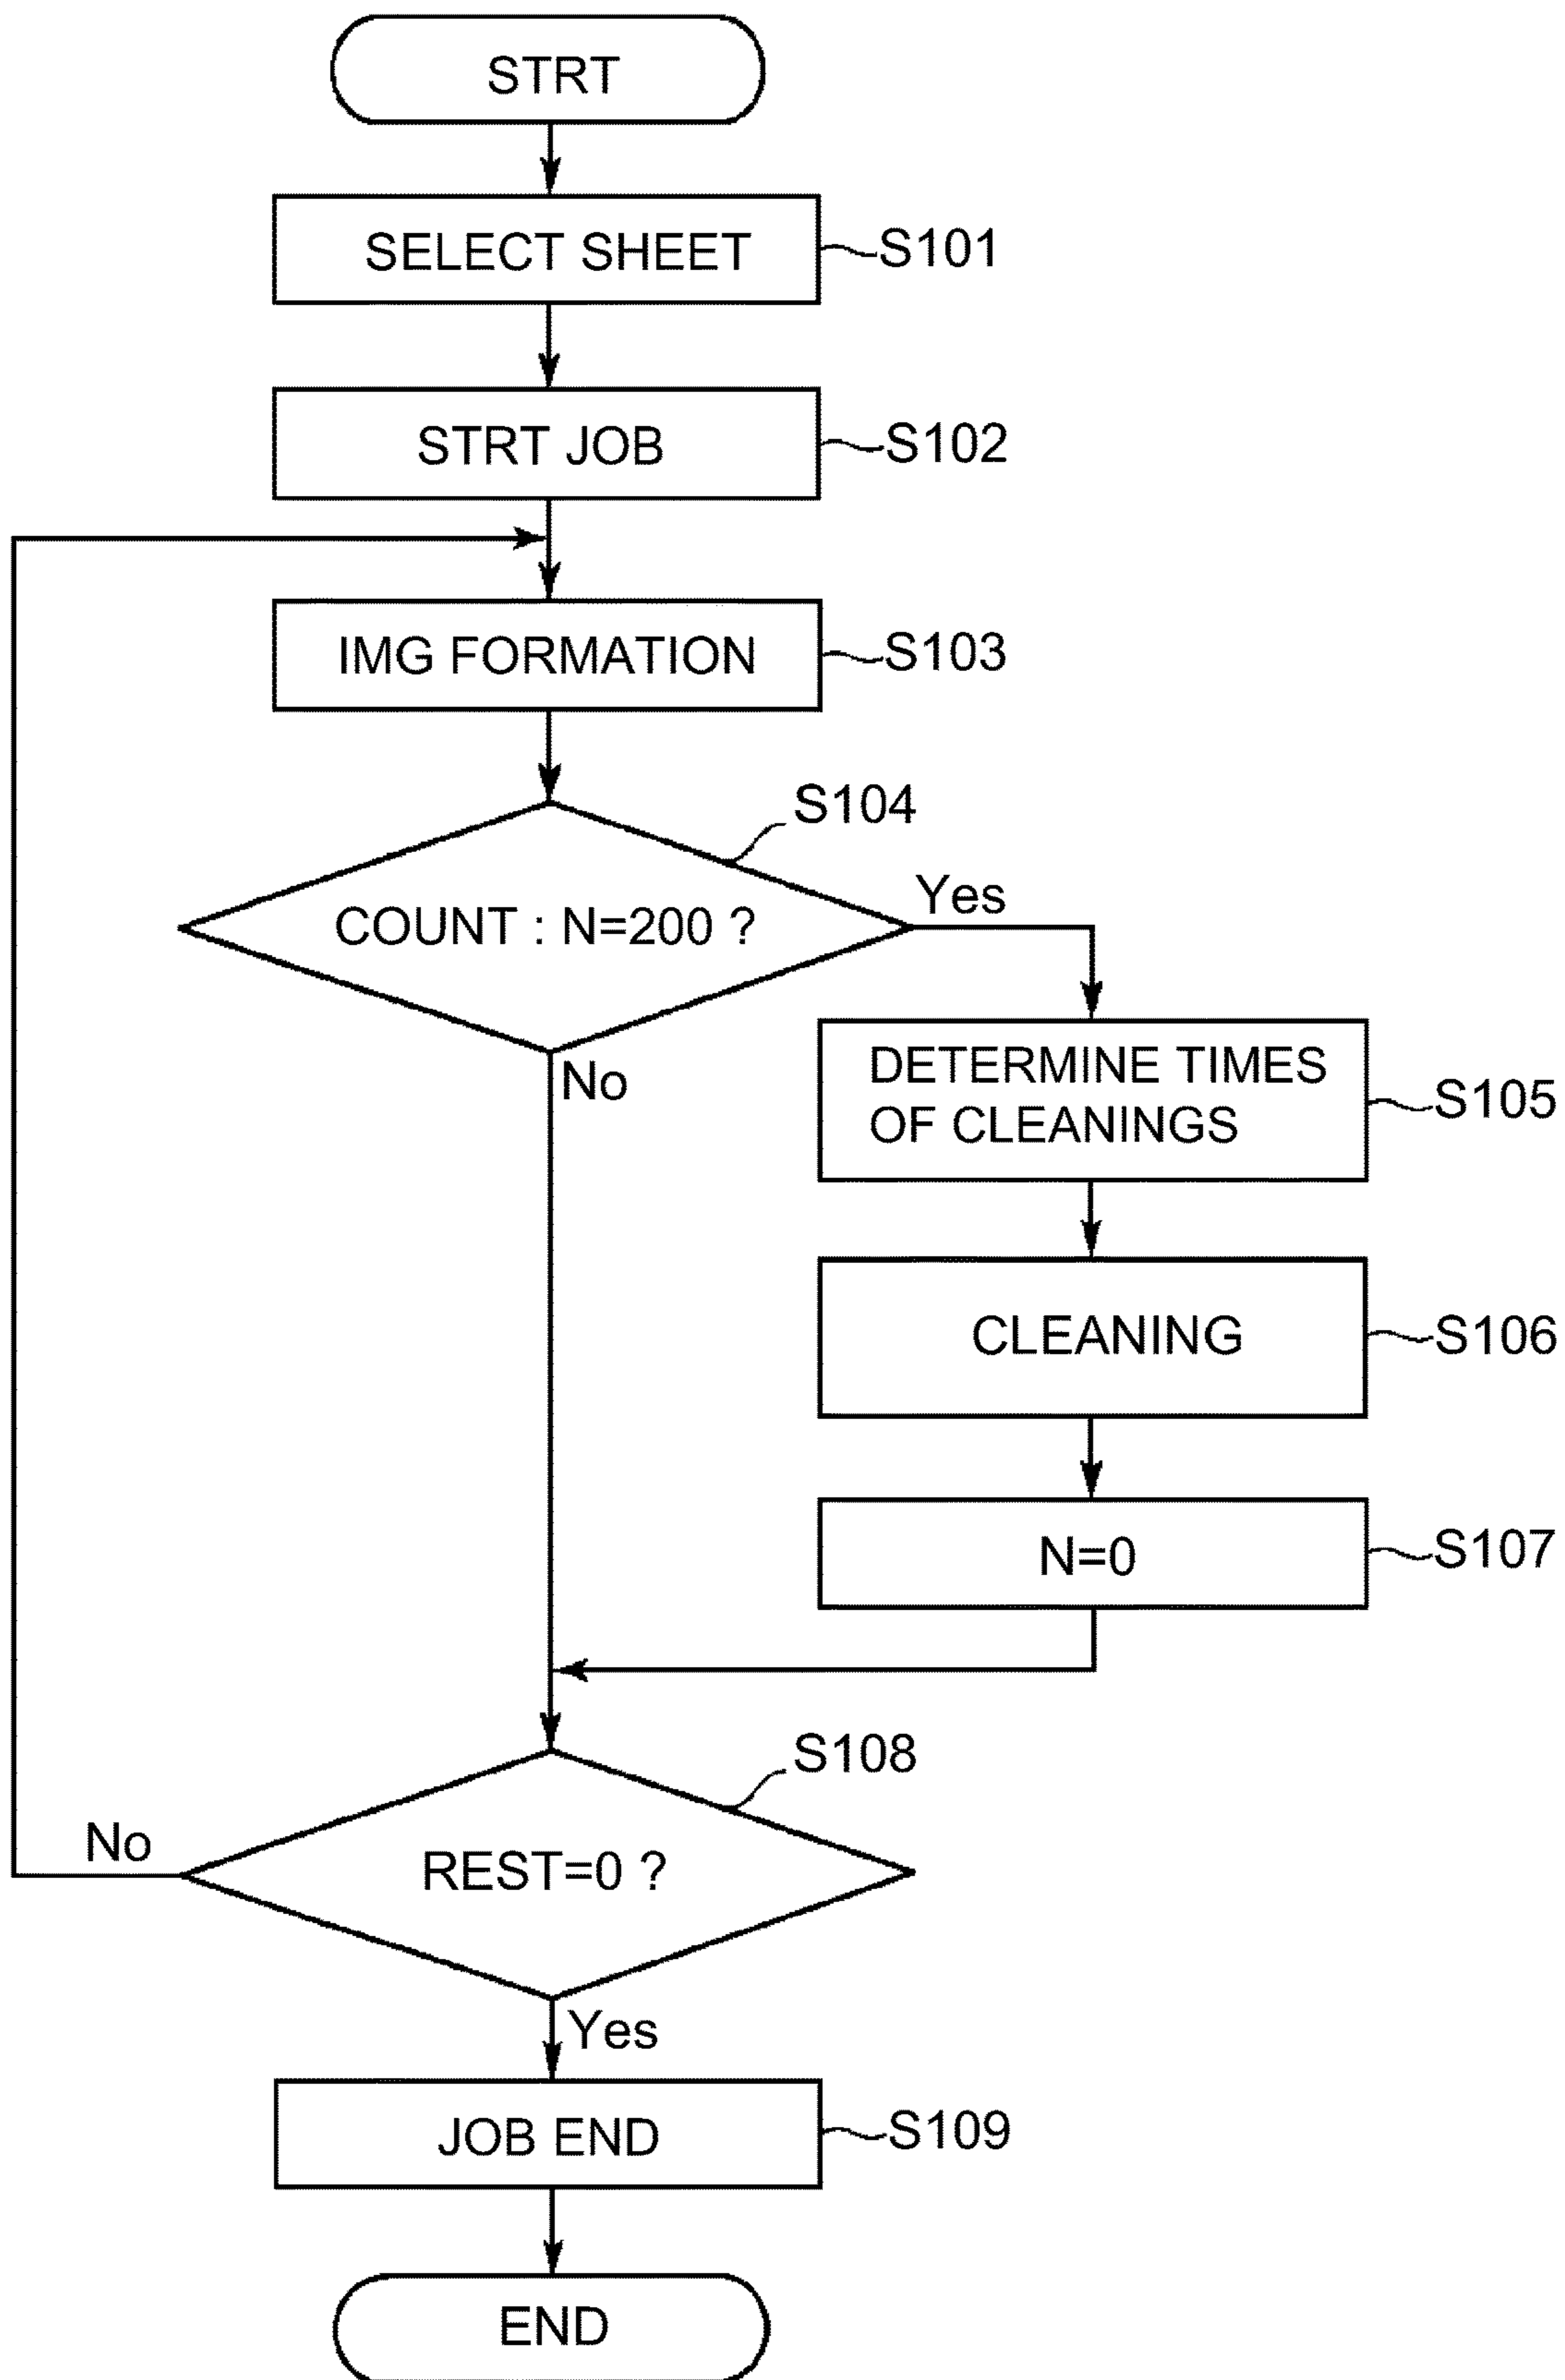 STRT
SELECT SHEET
S101
STRT JOB
S102
IMG FORMATION
S103
S104
COUNT : N=200 ?
Yes
No
DETERMINE TIMES
OF CLEANINGS
S105
CLEANING
S106
N=0
S107
S108
REST=0 ?
No
Yes
JOB END
S109
END